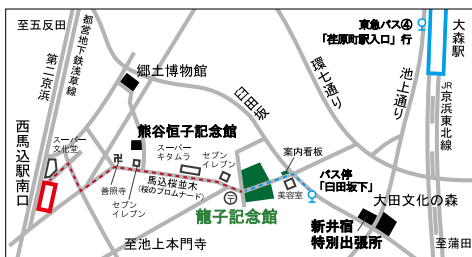 至五反田
都営地下鉄浅草線
第二京浜
郷土博物館
臼田坂
環七通り
東急バス④
「荏原町駅入口」行
池上通り
大森駅
JR京浜東北線
西馬込駅南口
スーパー
文化堂
熊谷恒子記念館
卍
善照寺
セブン
イレブン
スーパー
キタムラ
セブン
イレブン
馬込桜並木
(桜のプロムナード)
案内看板
美容室
バス停
「臼田坂下」
〒
龍子記念館
大田文化の森
新井宿
特別出張所
至池上本門寺
至蒲田